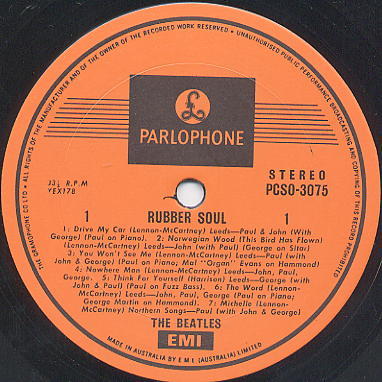 THE GRAMOPHONE CO LTD. ALL RIGHTS OF THE MANUFACTURER AND OF THE OWNER OF THE RECORDED WORK RESERVED • UNAUTHORISED PUBLIC PERFORMANCE BROADCASTING AND COPYING OF THIS RECORD PROHIBITED
£
PARLOPHONE
33⅓ R.P.M
YEX178
STEREO
PCSO-3075
1 RUBBER SOUL 1
1: Drive My Car (Lennon-McCartney) Leeds—Paul & John (With
George) (Paul on Piano). 2: Norwegian Wood (This Bird Has Flown)
(Lennon-McCartney) Leeds—John (with Paul) (George on Sitar)
3: You Won't See Me (Lennon-McCartney) Leeds—Paul (with
John & George) (Paul on Piano; Mal "Organ" Evans on Hammond)
4: Nowhere Man (Lennon-McCartney) Leeds—John, Paul,
George. 5: Think For Yourself (Harrison) Leeds—George (with
John & Paul) (Paul on Fuzz Bass). 6: The Word (Lennon-
McCartney) Leeds—John, Paul, George (Paul on Piano;
George Martin on Hammond). 7: Michelle (Lennon-
McCartney) Northern Songs—Paul (with John & George)
THE BEATLES
EMI
MADE IN AUSTRALIA BY EMI (AUSTRALIA) LIMITED